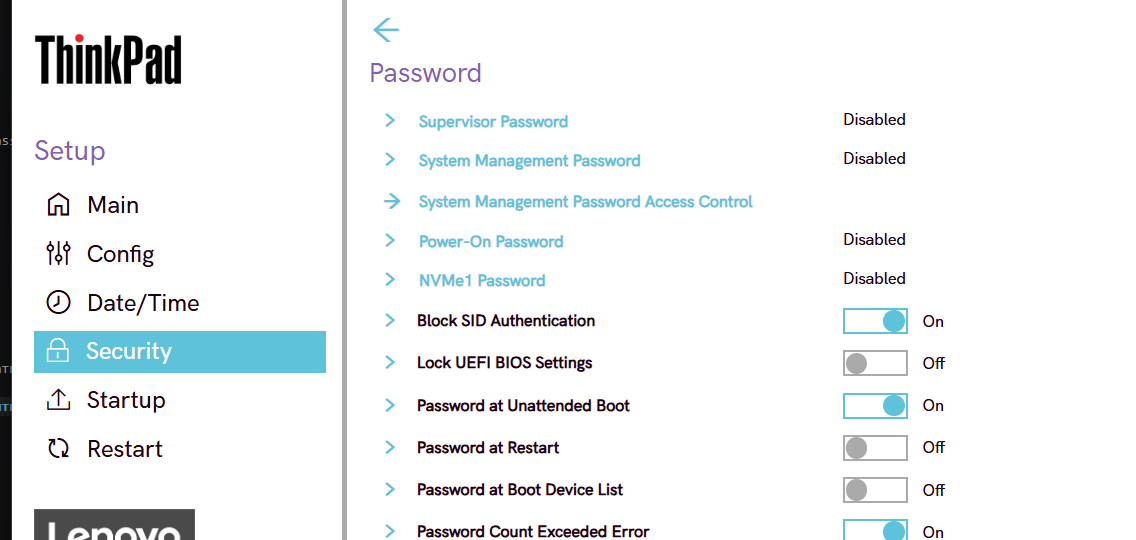 ThinkPad
Setup
Main
Config
Date/Time
Security
Startup
Restart
Lenovo
Password
Supervisor Password Disabled
System Management Password Disabled
System Management Password Access Control
Power-On Password Disabled
NVMe1 Password Disabled
Block SID Authentication On
Lock UEFI BIOS Settings Off
Password at Unattended Boot On
Password at Restart Off
Password at Boot Device List Off
Password Count Exceeded Error On